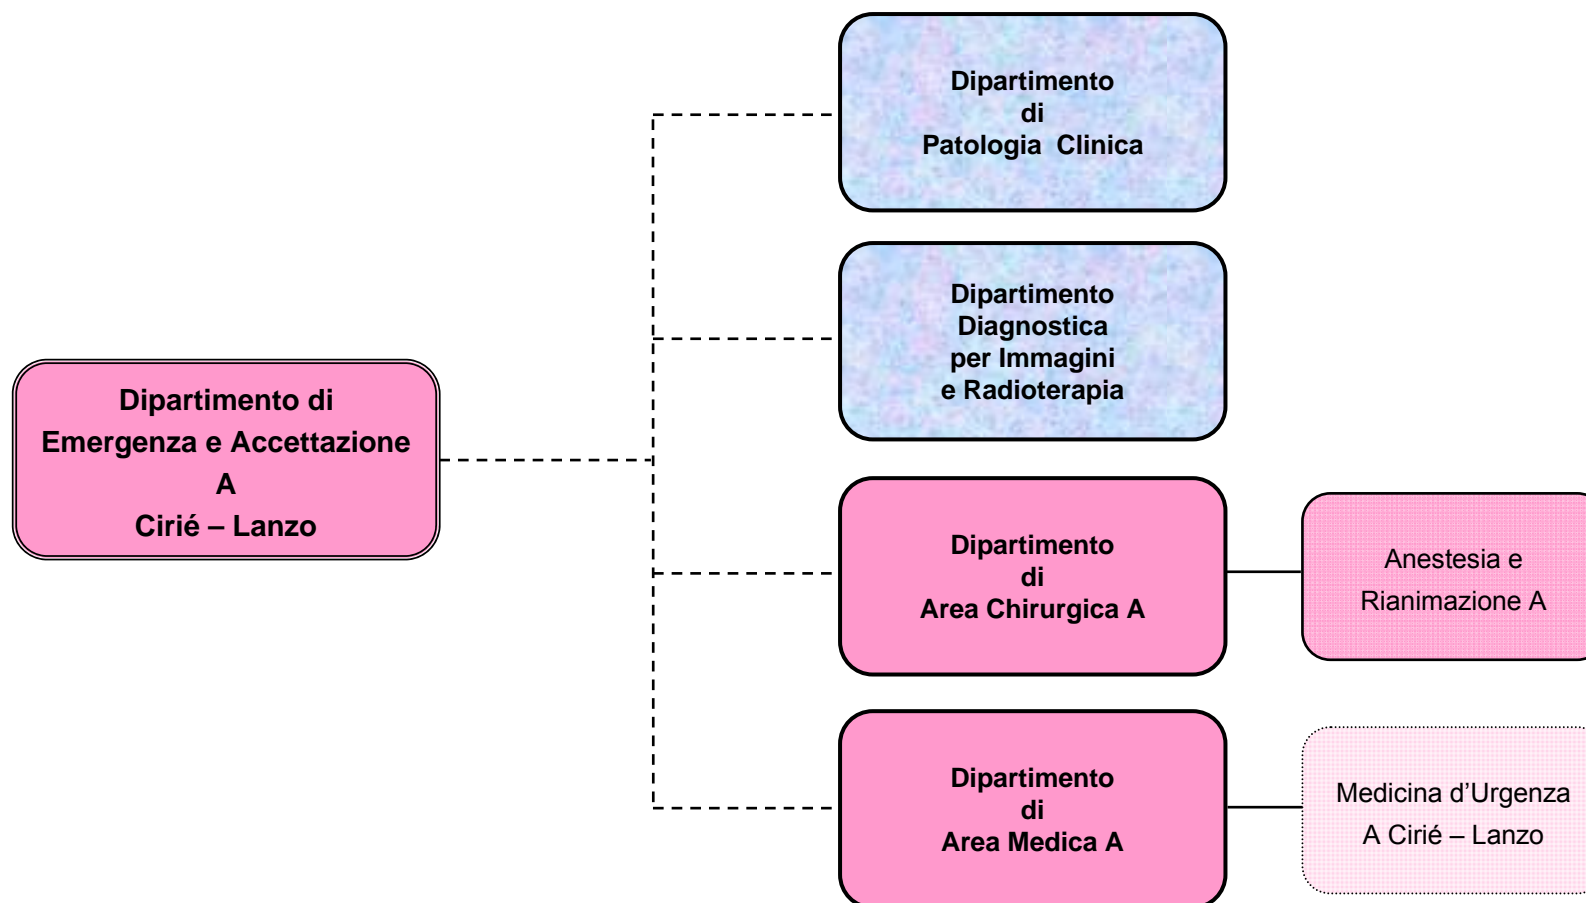 Dipartimento
di
Patologia Clinica
Dipartimento
Diagnostica
per Immagini
e Radioterapia
Dipartimento di
Emergenza e Accettazione
A
Cirié – Lanzo
Dipartimento
di
Area Chirurgica A
Anestesia e
Rianimazione A
Dipartimento
di
Area Medica A
Medicina d’Urgenza
A Cirié – Lanzo